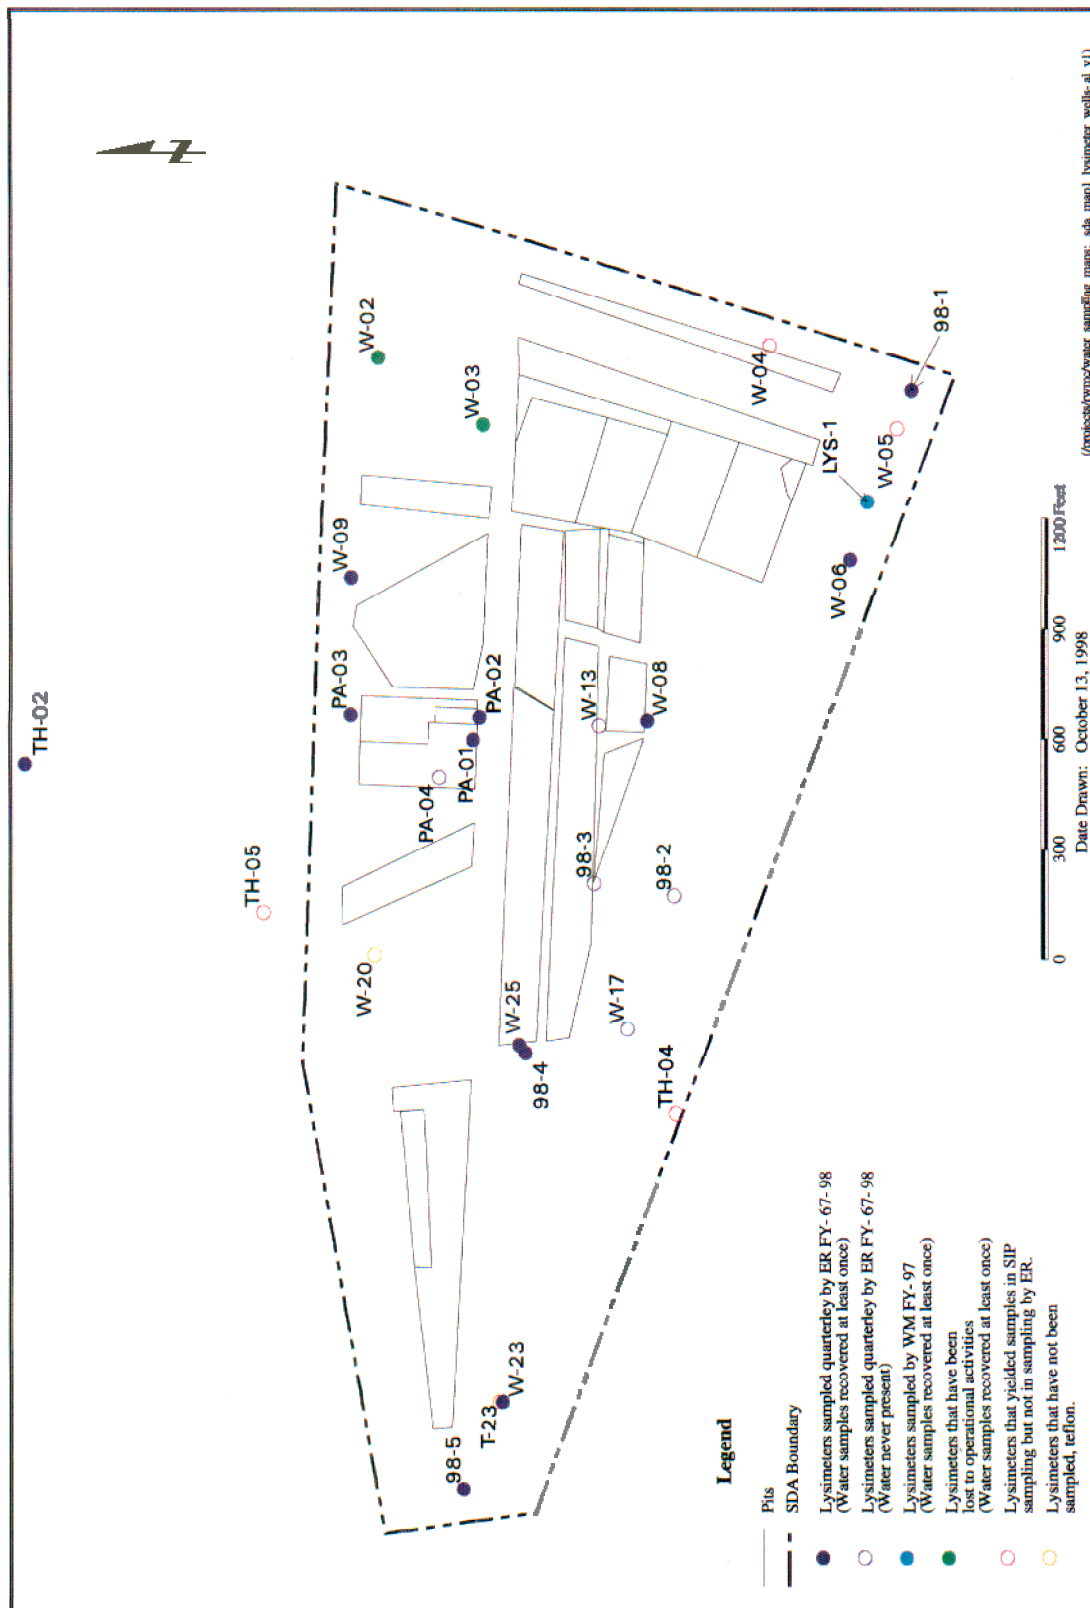 N
TH-02
TH-05
W-02
W-03
W-09
PA-03
PA-02
PA-01
PA-04
W-20
W-25
98-4
W-13
W-08
98-3
98-2
W-17
TH-04
W-04
LYS-1
W-05
98-1
W-06
98-5
T-23
W-23
Legend
Pits
SDA Boundary
Lysimeters sampled quarterley by ER FY- 67- 98
(Water samples recovered at least once)
Lysimeters sampled quarterley by ER FY- 67- 98
(Water never present)
Lysimeters sampled by WM FY- 97
(Water samples recovered at least once)
Lysimeters that have been
lost to operational activities
(Water samples recovered at least once)
Lysimeters that yielded samples in SIP
sampling but not in sampling by ER.
Lysimeters that have not been
sampled, teflon.
0 300 600 900 1200 Feet
Date Drawn: October 13, 1998
(/projects/rwmc/water_sampling_maps: sda_map1_lysimeter_wells-al_v1)